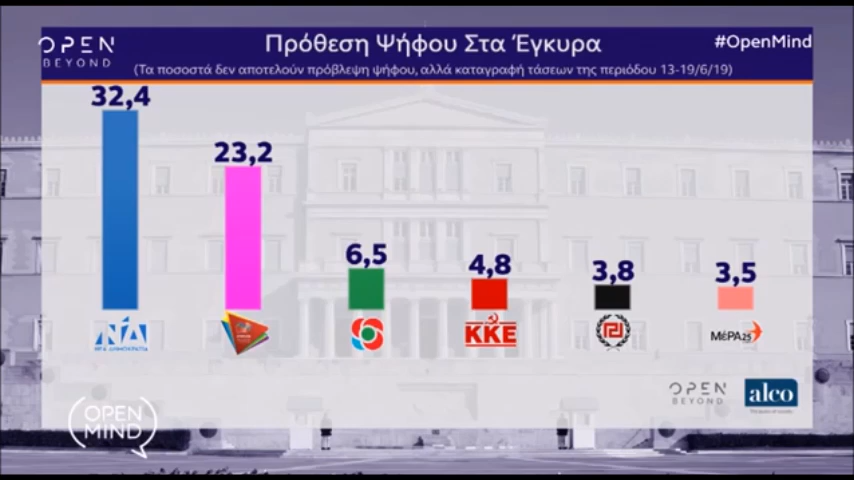 OPEN
BEYOND
Πρόθεση Ψήφου Στα Έγκυρα
#OpenMind
(Τα ποσοστά δεν αποτελούν πρόβλεψη ψήφου, αλλά καταγραφή τάσεων της περιόδου 13-19/6/19)
32,4
23,2
6,5
4,8
3,8
3,5
ΝΔ
ΝΕΑ ΔΗΜΟΚΡΑΤΙΑ
ΚΚΕ
ΜέΡΑ25
OPEN
BEYOND
alco
OPEN
MIND